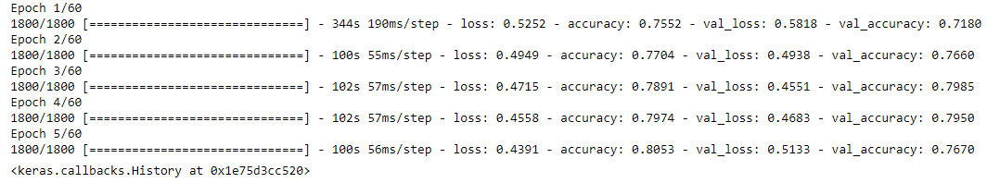 Epoch 1/60
1800/1800 [==============================] - 344s 190ms/step - loss: 0.5252 - accuracy: 0.7552 - val_loss: 0.5818 - val_accuracy: 0.7180
Epoch 2/60
1800/1800 [==============================] - 100s 55ms/step - loss: 0.4949 - accuracy: 0.7704 - val_loss: 0.4938 - val_accuracy: 0.7660
Epoch 3/60
1800/1800 [==============================] - 102s 57ms/step - loss: 0.4715 - accuracy: 0.7891 - val_loss: 0.4551 - val_accuracy: 0.7985
Epoch 4/60
1800/1800 [==============================] - 102s 57ms/step - loss: 0.4558 - accuracy: 0.7974 - val_loss: 0.4683 - val_accuracy: 0.7950
Epoch 5/60
1800/1800 [==============================] - 100s 56ms/step - loss: 0.4391 - accuracy: 0.8053 - val_loss: 0.5133 - val_accuracy: 0.7670
<keras.callbacks.History at 0x1e75d3cc520>